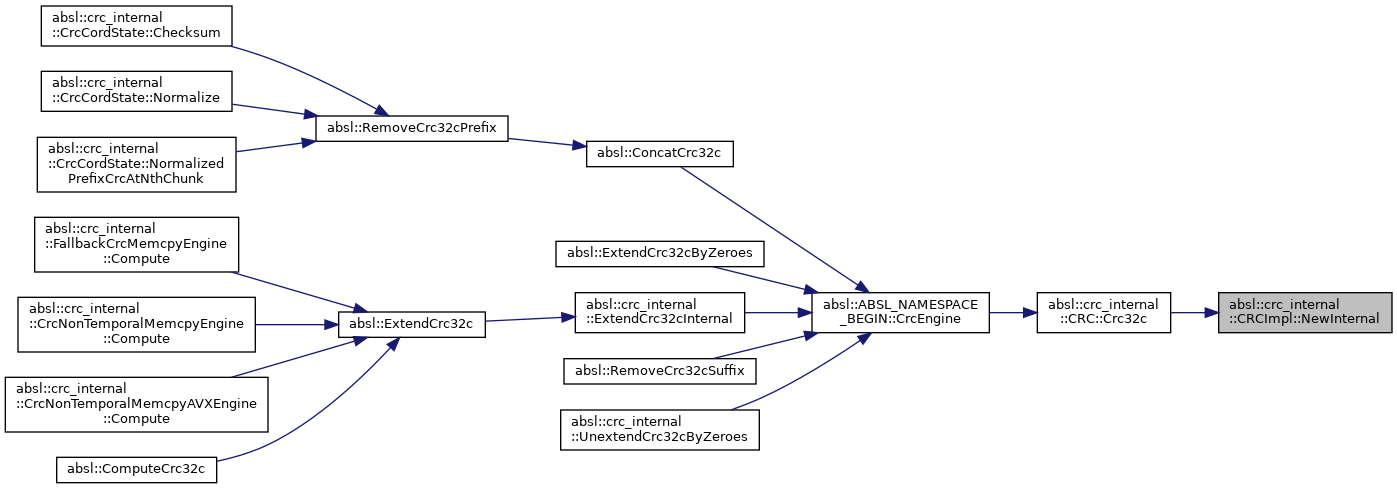 absl::crc_internal
::CrcCordState::Checksum
absl::crc_internal
::CrcCordState::Normalize
absl::RemoveCrc32cPrefix
absl::crc_internal
::CrcCordState::Normalized
PrefixCrcAtNthChunk
absl::ConcatCrc32c
absl::crc_internal
::FallbackCrcMemcpyEngine
::Compute
absl::ExtendCrc32cByZeroes
absl::crc_internal
::CrcNonTemporalMemcpyEngine
::Compute
absl::ExtendCrc32c
absl::crc_internal
::ExtendCrc32cInternal
absl::ABSL_NAMESPACE
_BEGIN::CrcEngine
absl::crc_internal
::CRC::Crc32c
absl::crc_internal
::CRCImpl::NewInternal
absl::RemoveCrc32cSuffix
absl::crc_internal
::CrcNonTemporalMemcpyAVXEngine
::Compute
absl::crc_internal
::UnextendCrc32cByZeroes
absl::ComputeCrc32c